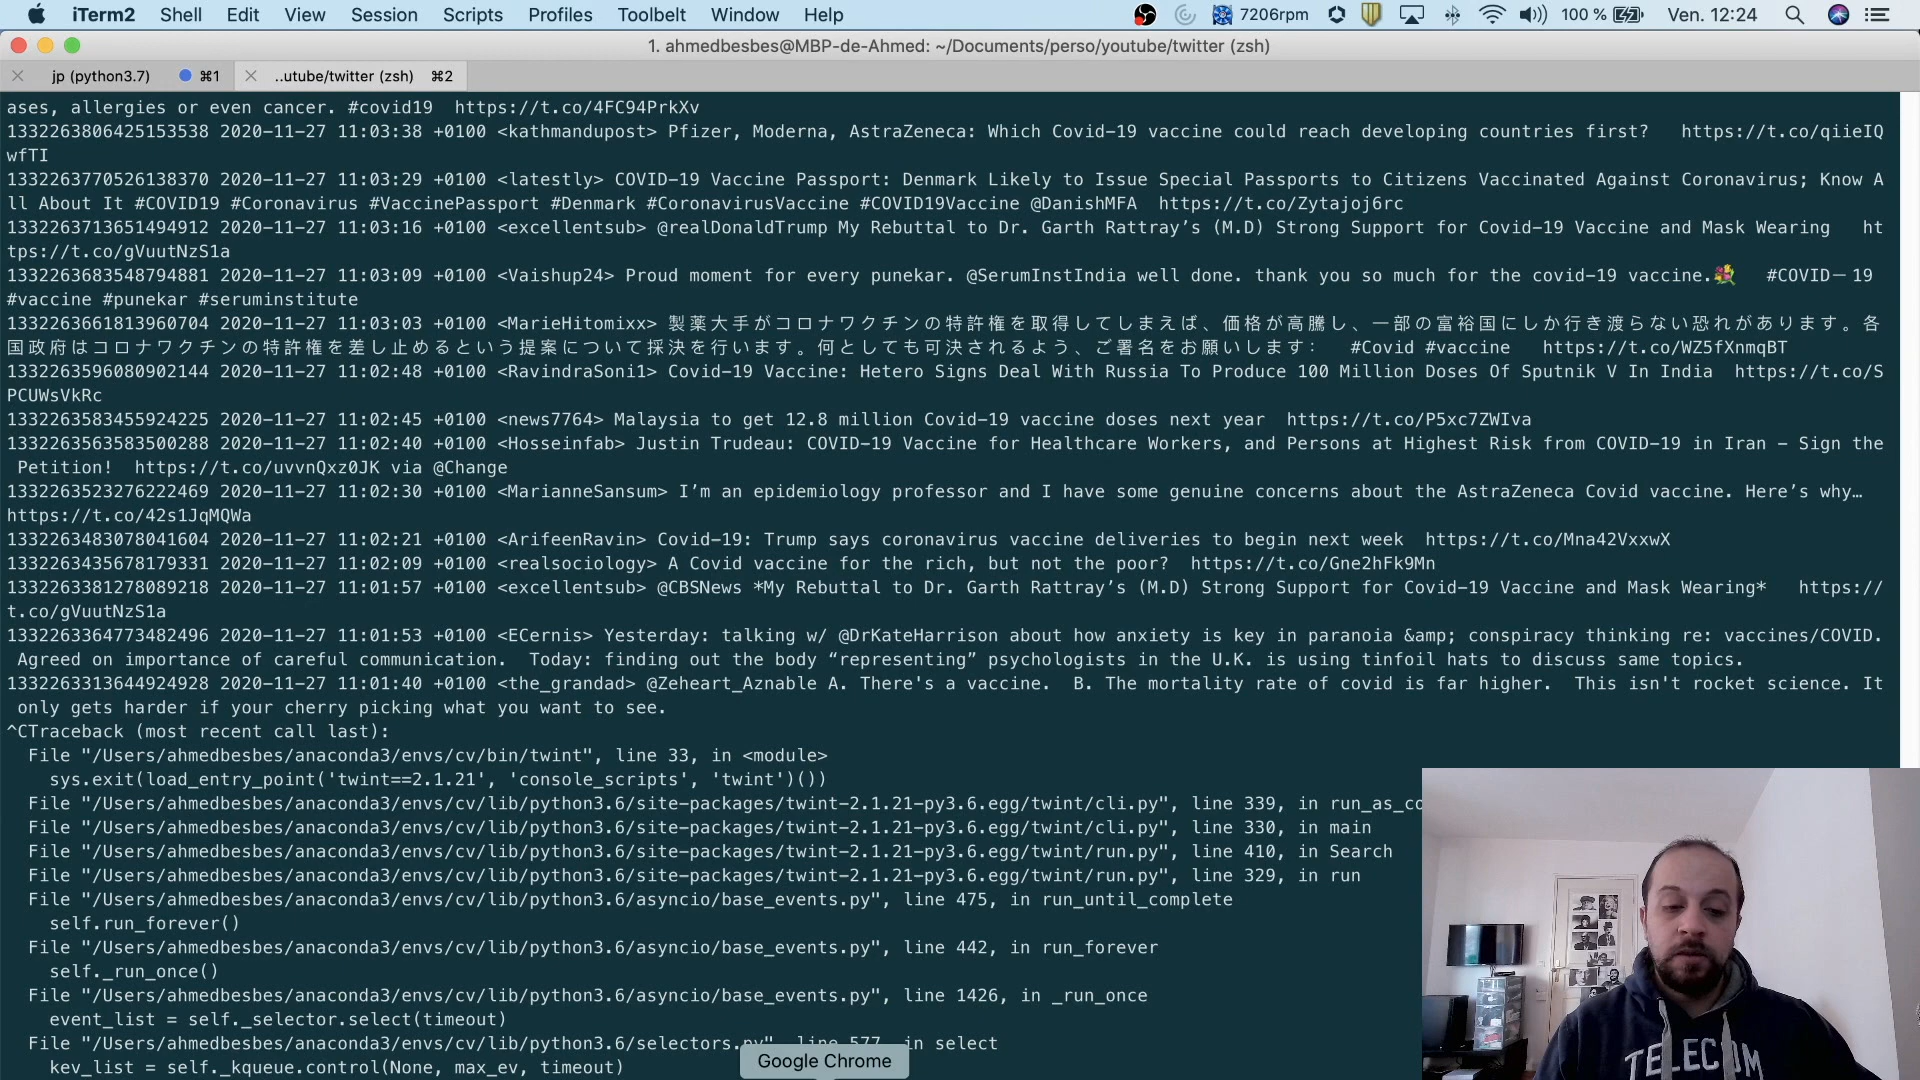 iTerm2 Shell Edit View Session Scripts Profiles Toolbelt Window Help 7206rpm 100 % Ven. 12:24
1. ahmedbesbes@MBP-de-Ahmed: ~/Documents/perso/youtube/twitter (zsh)
jp (python3.7) ⌘1 ..utube/twitter (zsh) ⌘2
ases, allergies or even cancer. #covid19  https://t.co/4FC94PrkXv
1332263806425153538 2020-11-27 11:03:38 +0100 <kathmandupost> Pfizer, Moderna, AstraZeneca: Which Covid-19 vaccine could reach developing countries first?   https://t.co/qiieIQ
wfTI
1332263770526138370 2020-11-27 11:03:29 +0100 <latestly> COVID-19 Vaccine Passport: Denmark Likely to Issue Special Passports to Citizens Vaccinated Against Coronavirus; Know A
ll About It #COVID19 #Coronavirus #VaccinePassport #Denmark #CoronavirusVaccine #COVID19Vaccine @DanishMFA  https://t.co/Zytajoj6rc
1332263713651494912 2020-11-27 11:03:16 +0100 <excellentsub> @realDonaldTrump My Rebuttal to Dr. Garth Rattray’s (M.D) Strong Support for Covid-19 Vaccine and Mask Wearing   ht
tps://t.co/gVuutNzS1a
1332263683548794881 2020-11-27 11:03:09 +0100 <Vaishup24> Proud moment for every punekar. @SerumInstIndia well done. thank you so much for the covid-19 vaccine.💐   #COVID－19
#vaccine #punekar #seruminstitute
1332263661813960704 2020-11-27 11:03:03 +0100 <MarieHitomixx> 製薬大手がコロナワクチンの特許権を取得してしまえば、価格が高騰し、一部の富裕国にしか行き渡らない恐れがあります。各
国政府はコロナワクチンの特許権を差し止めるという提案について採決を行います。何としても可決されるよう、ご署名をお願いします：  #Covid #vaccine   https://t.co/WZ5fXnmqBT
1332263596080902144 2020-11-27 11:02:48 +0100 <RavindraSoni1> Covid-19 Vaccine: Hetero Signs Deal With Russia To Produce 100 Million Doses Of Sputnik V In India  https://t.co/S
PCUWsVkRc
1332263583455924225 2020-11-27 11:02:45 +0100 <news7764> Malaysia to get 12.8 million Covid-19 vaccine doses next year  https://t.co/P5xc7ZWIva
1332263563583500288 2020-11-27 11:02:40 +0100 <Hosseinfab> Justin Trudeau: COVID-19 Vaccine for Healthcare Workers, and Persons at Highest Risk from COVID-19 in Iran - Sign the
 Petition!  https://t.co/uvvnQxz0JK via @Change
1332263523276222469 2020-11-27 11:02:30 +0100 <MarianneSansum> I’m an epidemiology professor and I have some genuine concerns about the AstraZeneca Covid vaccine. Here’s why…
https://t.co/42s1JqMQWa
1332263483078041604 2020-11-27 11:02:21 +0100 <ArifeenRavin> Covid-19: Trump says coronavirus vaccine deliveries to begin next week  https://t.co/Mna42VxxwX
1332263435678179331 2020-11-27 11:02:09 +0100 <realsociology> A Covid vaccine for the rich, but not the poor?  https://t.co/Gne2hFk9Mn
1332263381278089218 2020-11-27 11:01:57 +0100 <excellentsub> @CBSNews *My Rebuttal to Dr. Garth Rattray’s (M.D) Strong Support for Covid-19 Vaccine and Mask Wearing*   https://
t.co/gVuutNzS1a
1332263364773482496 2020-11-27 11:01:53 +0100 <ECernis> Yesterday: talking w/ @DrKateHarrison about how anxiety is key in paranoia &amp; conspiracy thinking re: vaccines/COVID.
 Agreed on importance of careful communication.  Today: finding out the body “representing” psychologists in the U.K. is using tinfoil hats to discuss same topics.
1332263313644924928 2020-11-27 11:01:40 +0100 <the_grandad> @Zeheart_Aznable A. There's a vaccine.  B. The mortality rate of covid is far higher.  This isn't rocket science. It
 only gets harder if your cherry picking what you want to see.
^CTraceback (most recent call last):
  File "/Users/ahmedbesbes/anaconda3/envs/cv/bin/twint", line 33, in <module>
    sys.exit(load_entry_point('twint==2.1.21', 'console_scripts', 'twint')())
  File "/Users/ahmedbesbes/anaconda3/envs/cv/lib/python3.6/site-packages/twint-2.1.21-py3.6.egg/twint/cli.py", line 339, in run_as_co
  File "/Users/ahmedbesbes/anaconda3/envs/cv/lib/python3.6/site-packages/twint-2.1.21-py3.6.egg/twint/cli.py", line 330, in main
  File "/Users/ahmedbesbes/anaconda3/envs/cv/lib/python3.6/site-packages/twint-2.1.21-py3.6.egg/twint/run.py", line 410, in Search
  File "/Users/ahmedbesbes/anaconda3/envs/cv/lib/python3.6/site-packages/twint-2.1.21-py3.6.egg/twint/run.py", line 329, in run
  File "/Users/ahmedbesbes/anaconda3/envs/cv/lib/python3.6/asyncio/base_events.py", line 475, in run_until_complete
    self.run_forever()
  File "/Users/ahmedbesbes/anaconda3/envs/cv/lib/python3.6/asyncio/base_events.py", line 442, in run_forever
    self._run_once()
  File "/Users/ahmedbesbes/anaconda3/envs/cv/lib/python3.6/asyncio/base_events.py", line 1426, in _run_once
    event_list = self._selector.select(timeout)
  File "/Users/ahmedbesbes/anaconda3/envs/cv/lib/python3.6/selectors.py", line 577, in select
    kev_list = self._kqueue.control(None, max_ev, timeout)
Google Chrome
TELECOM